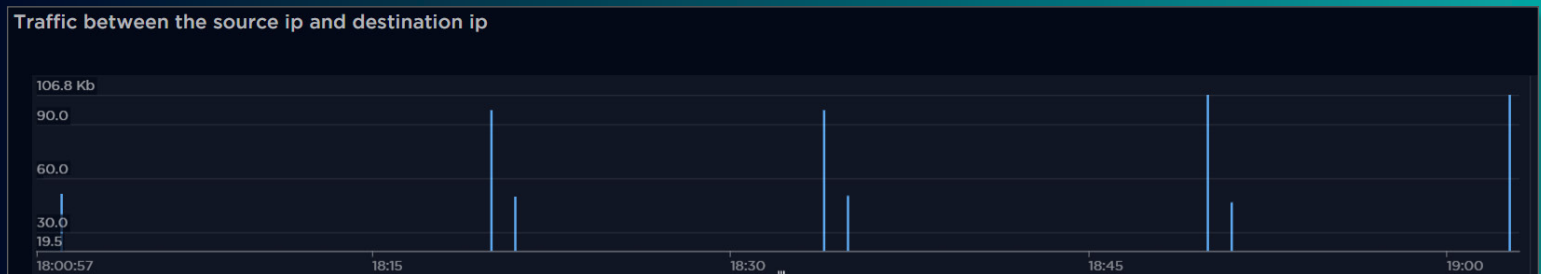 Traffic between the source ip and destination ip
106.8 Kb
90.0
60.0
30.0
19.5
18:00:57 18:15 18:30 18:45 19:00